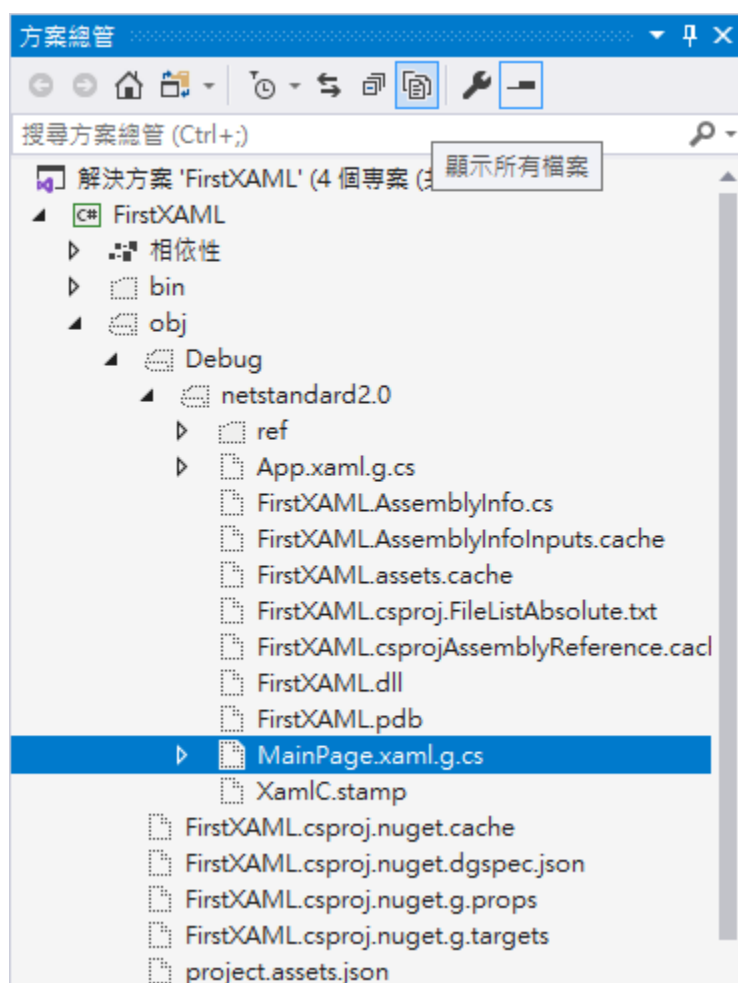 方案總管
搜尋方案總管 (Ctrl+;)
顯示所有檔案
解決方案 'FirstXAML' (4 個專案
C# FirstXAML
相依性
bin
obj
Debug
netstandard2.0
ref
App.xaml.g.cs
FirstXAML.AssemblyInfo.cs
FirstXAML.AssemblyInfoInputs.cache
FirstXAML.assets.cache
FirstXAML.csproj.FileListAbsolute.txt
FirstXAML.csprojAssemblyReference.cacl
FirstXAML.dll
FirstXAML.pdb
MainPage.xaml.g.cs
XamlC.stamp
FirstXAML.csproj.nuget.cache
FirstXAML.csproj.nuget.dgspec.json
FirstXAML.csproj.nuget.g.props
FirstXAML.csproj.nuget.g.targets
project.assets.json